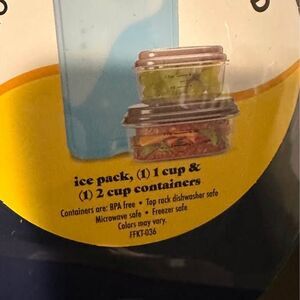 ice pack, (1) 1 cup &
(1) 2 cup containers
Containers are: BPA free • Top rack dishwasher safe
Microwave safe • Freezer safe
Colors may vary.
FFKT-036